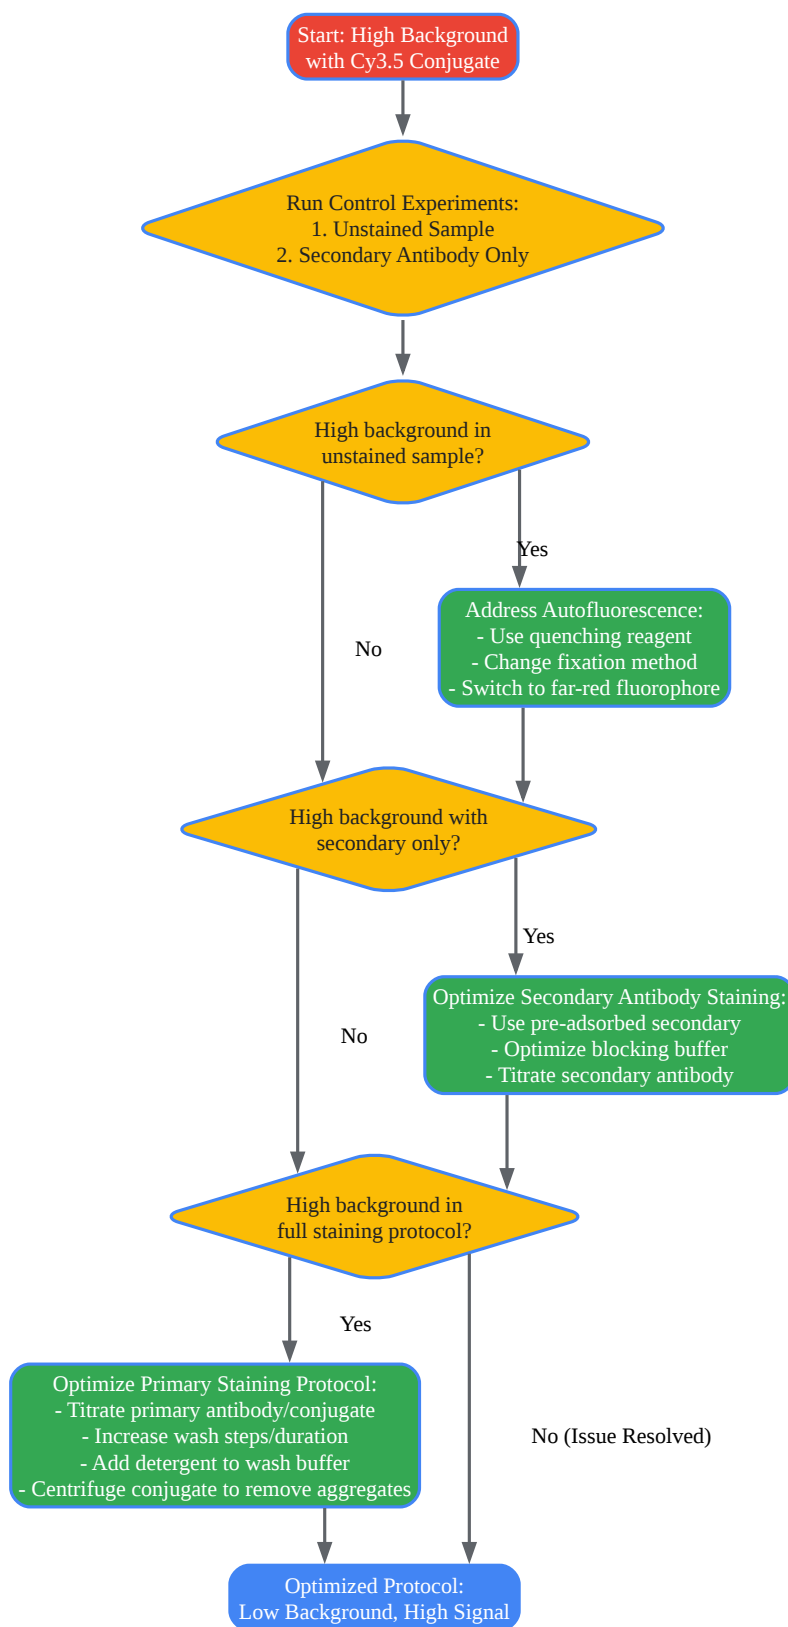 Start: High Background
with Cy3.5 Conjugate
Run Control Experiments:
1. Unstained Sample
2. Secondary Antibody Only
High background in
unstained sample?
Yes
Address Autofluorescence:
- Use quenching reagent
- Change fixation method
- Switch to far-red fluorophore
No
High background with
secondary only?
Yes
Optimize Secondary Antibody Staining:
- Use pre-adsorbed secondary
- Optimize blocking buffer
- Titrate secondary antibody
No
High background in
full staining protocol?
Yes
Optimize Primary Staining Protocol:
- Titrate primary antibody/conjugate
- Increase wash steps/duration
- Add detergent to wash buffer
- Centrifuge conjugate to remove aggregates
No (Issue Resolved)
Optimized Protocol:
Low Background, High Signal